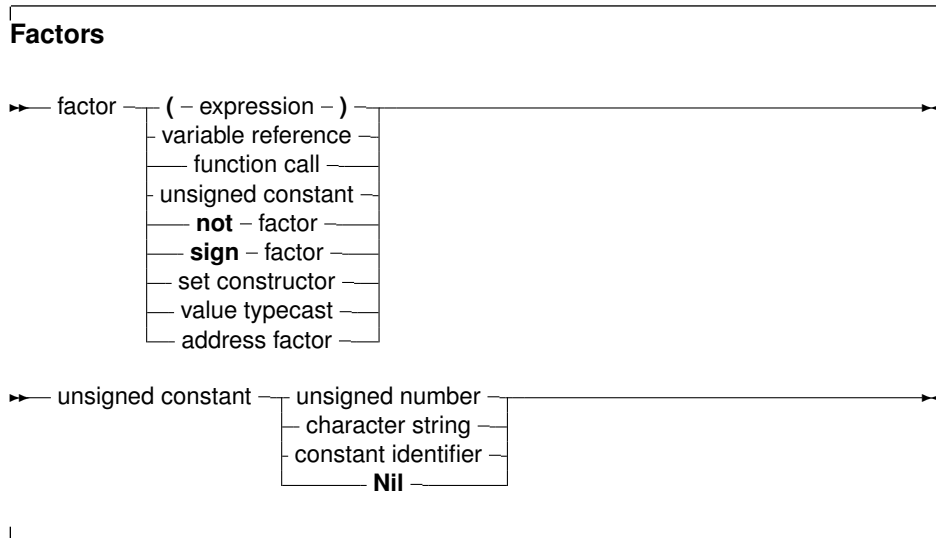 Factors
factor ( expression )
variable reference
function call
unsigned constant
not factor
sign factor
set constructor
value typecast
address factor
unsigned constant unsigned number
character string
constant identifier
Nil